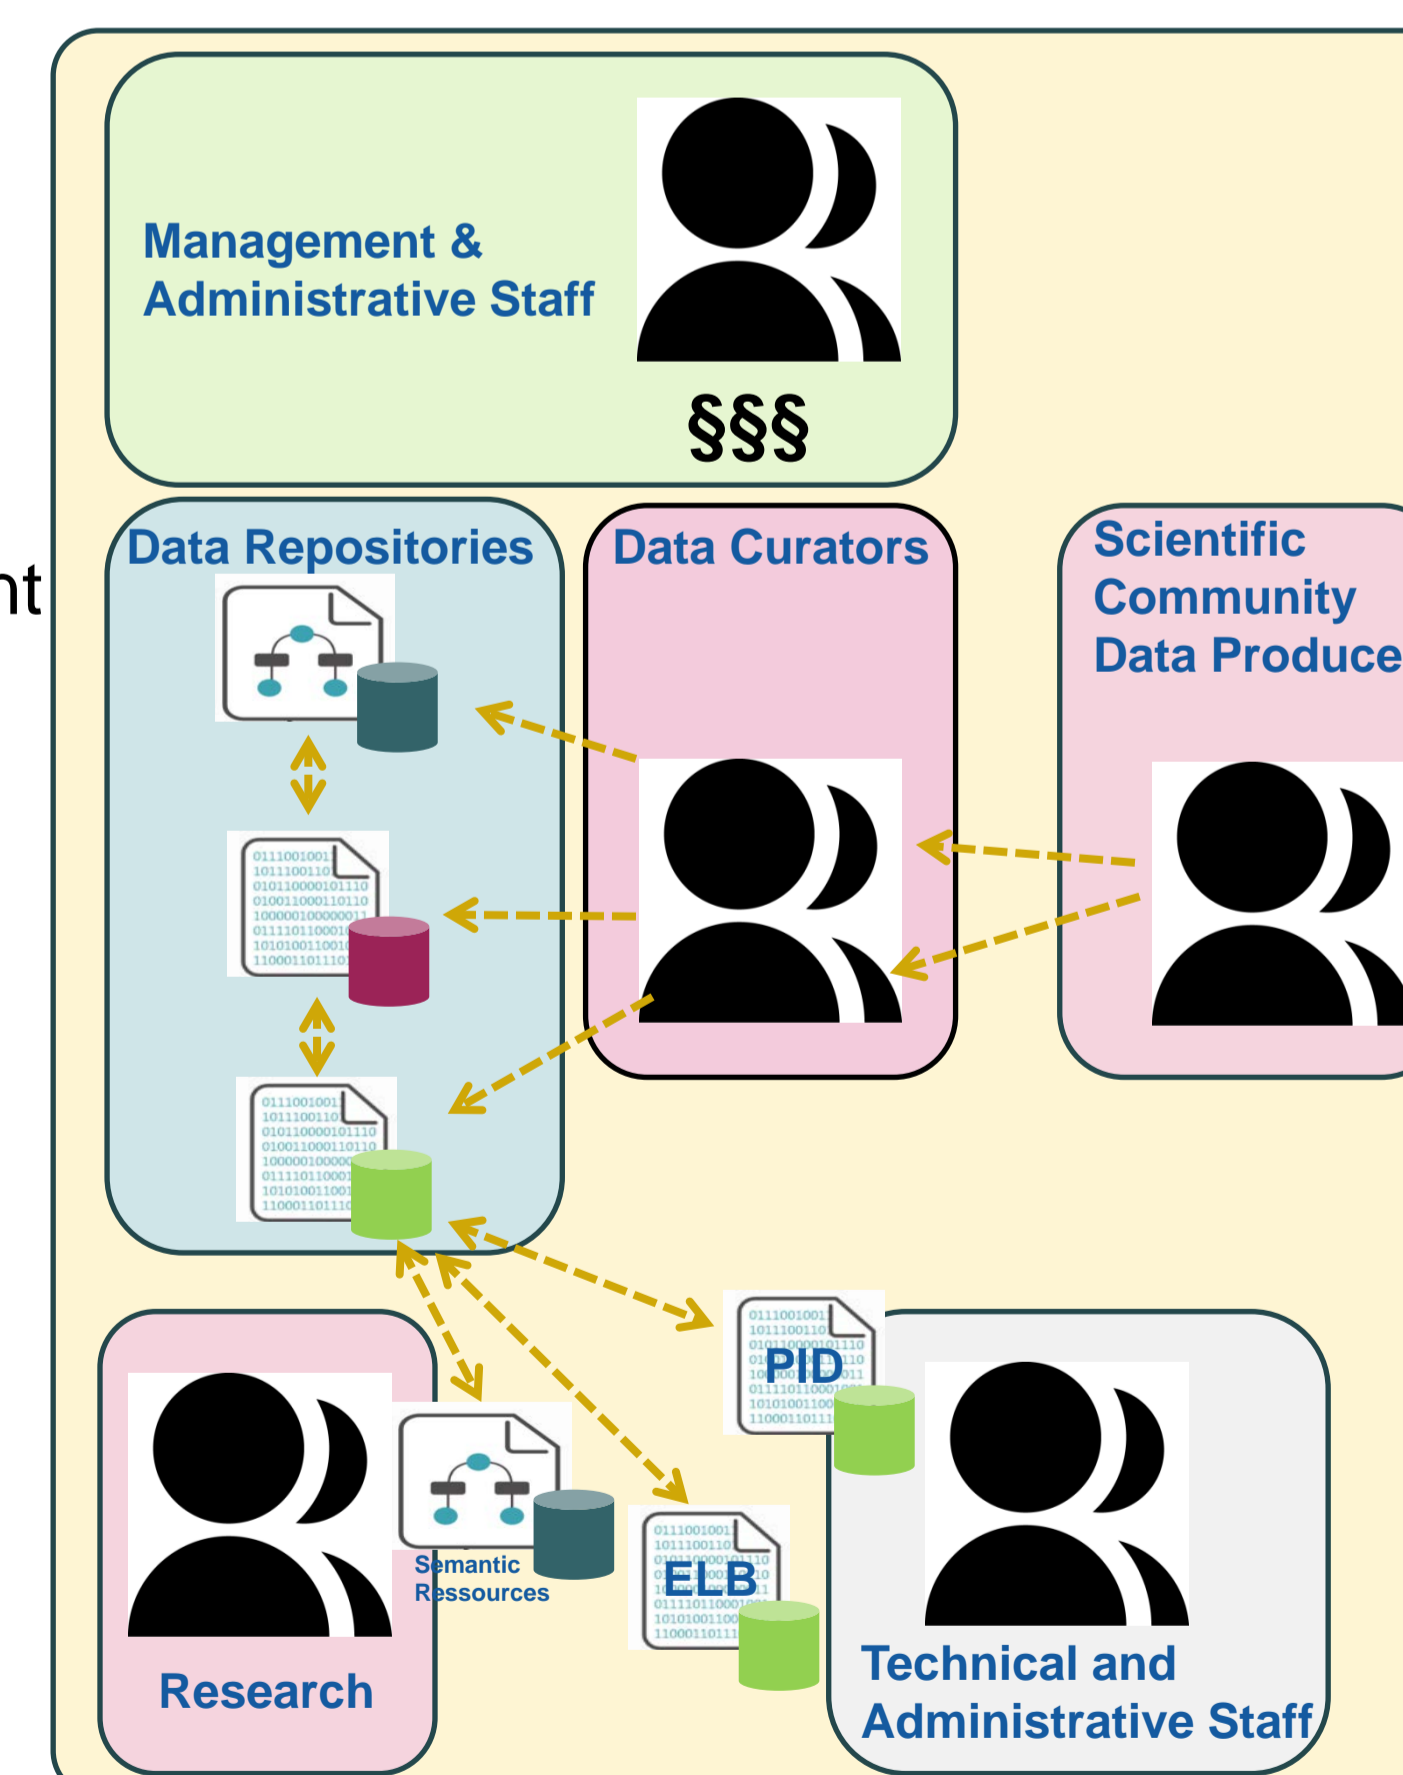 Management &
Administrative Staff
§§§
nt
Data Repositories
Data Curators
Scientific
Community
Data Produce
PID
ELB
Semantic
Ressources
Research
Technical and
Administrative Staff